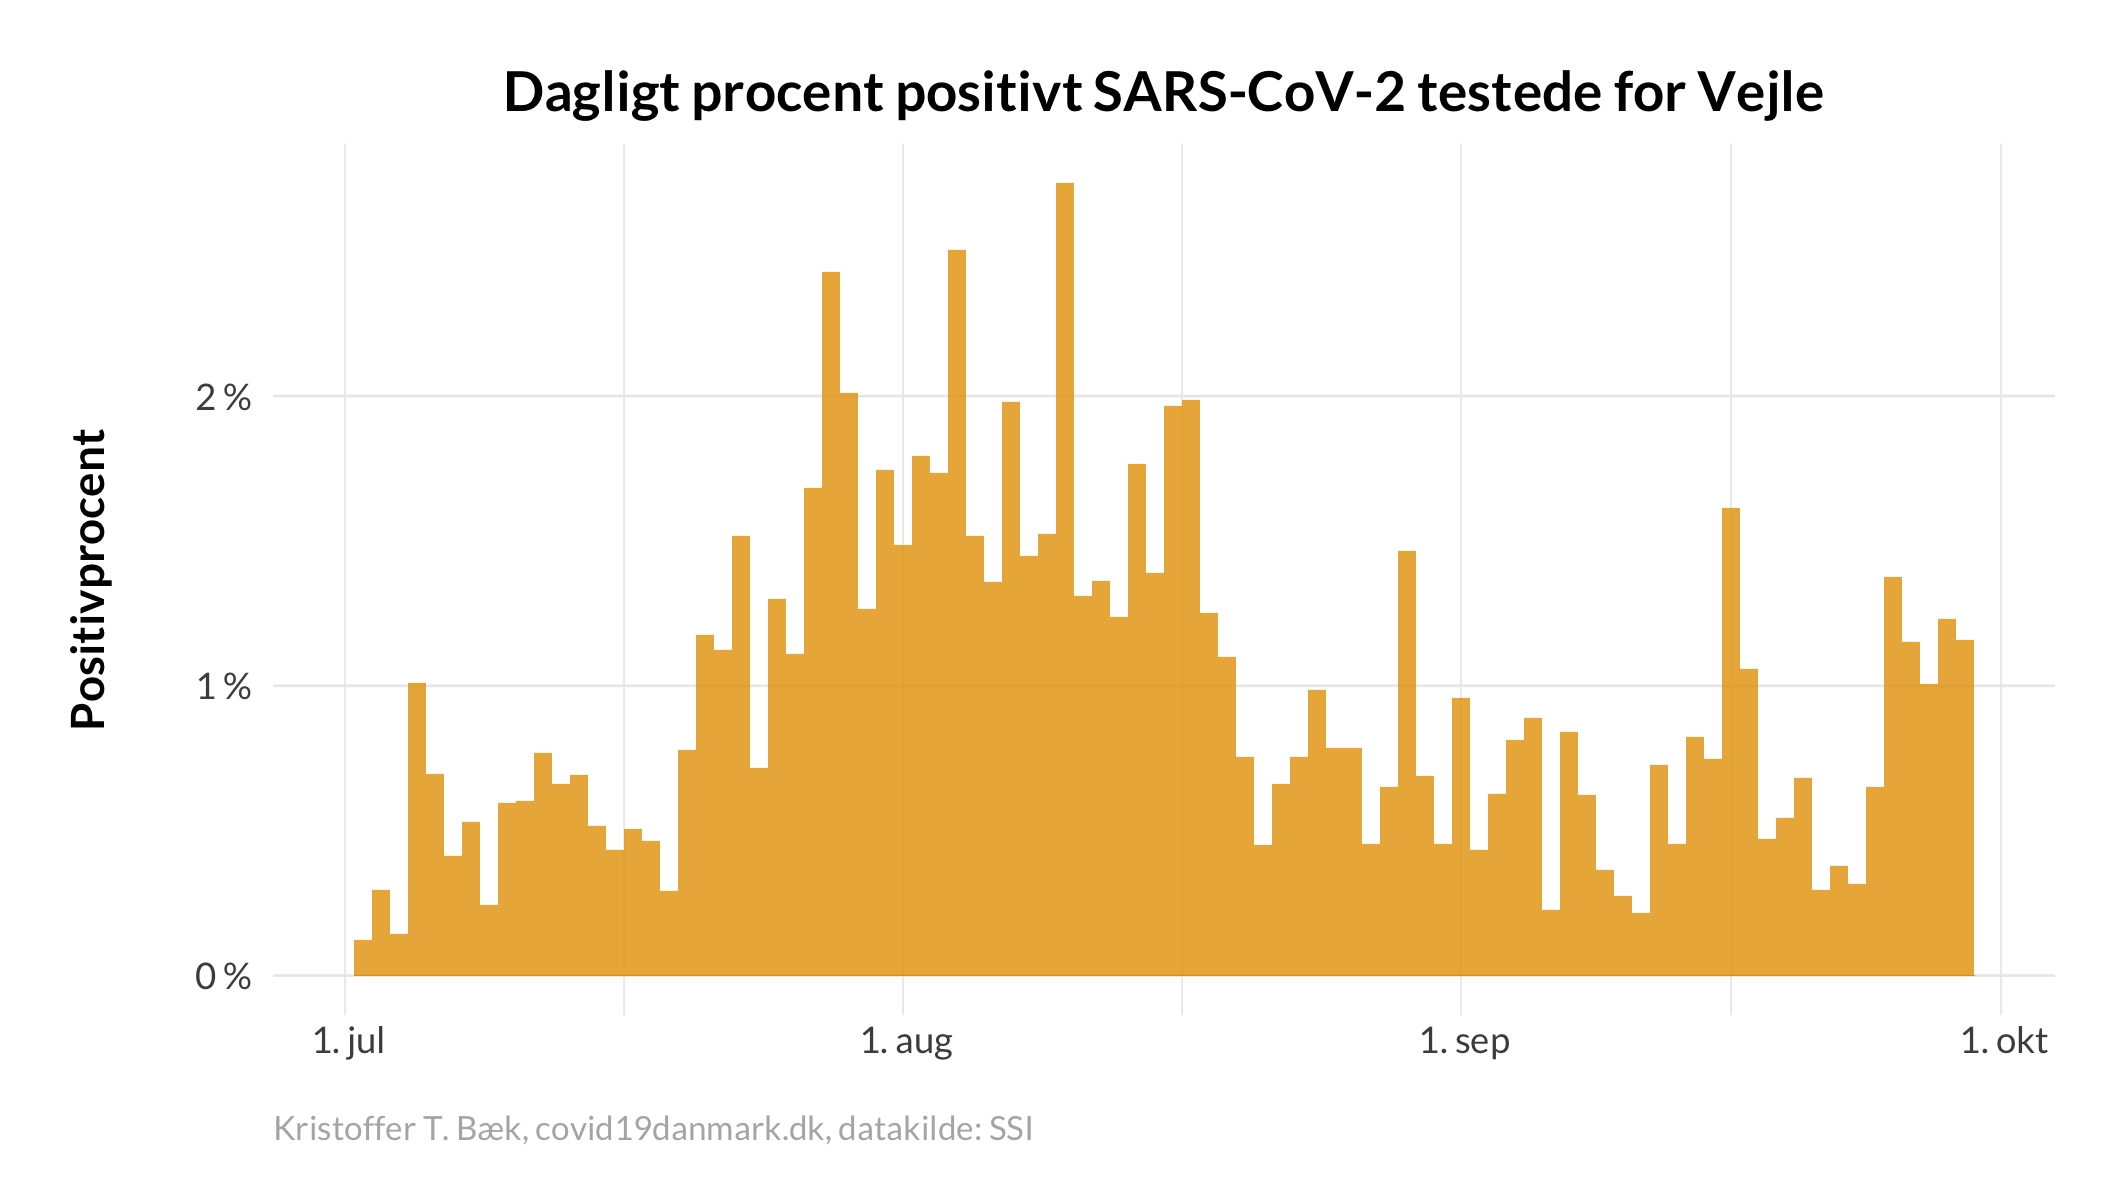 Dagligt procent positivt SARS-CoV-2 testede for Vejle
Positivprocent
2 %
1 %
0 %
1. jul
1. aug
1. sep
1. okt
Kristoffer T. Bæk, covid19danmark.dk, datakilde: SSI